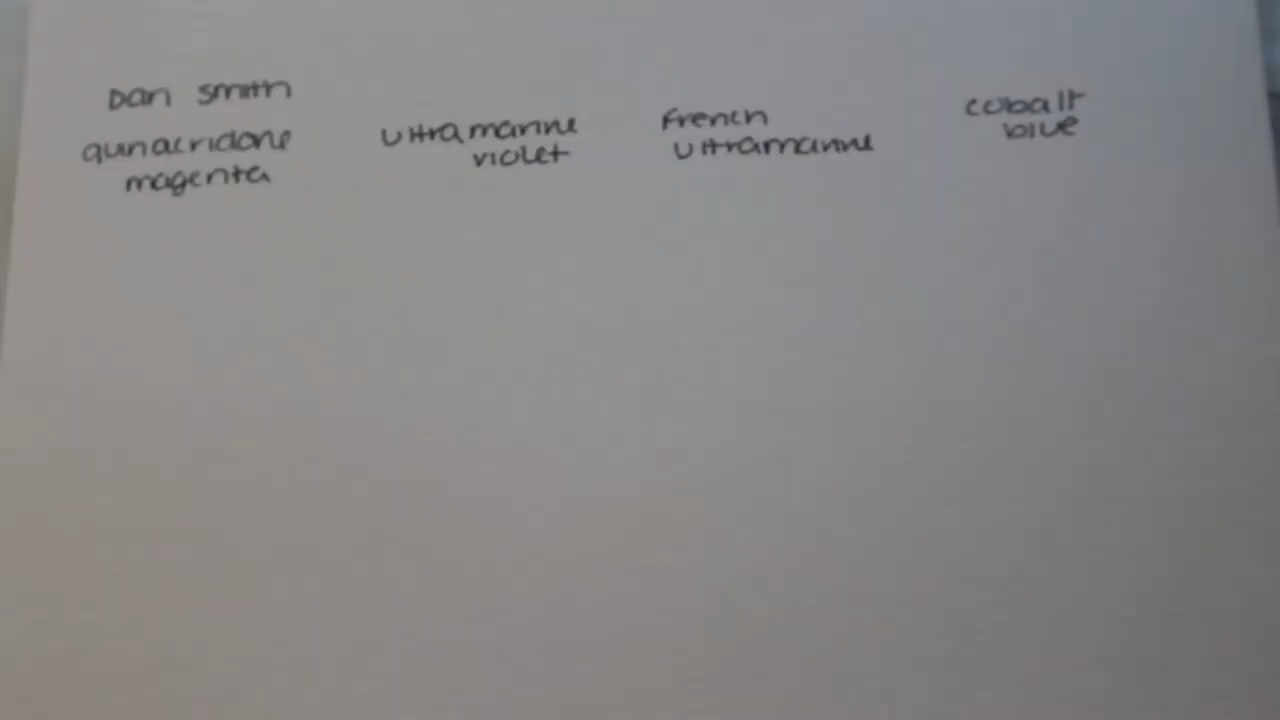 Dan Smith
quinacridone
magenta
ultramarine
violet
French
ultramarine
cobalt
blue